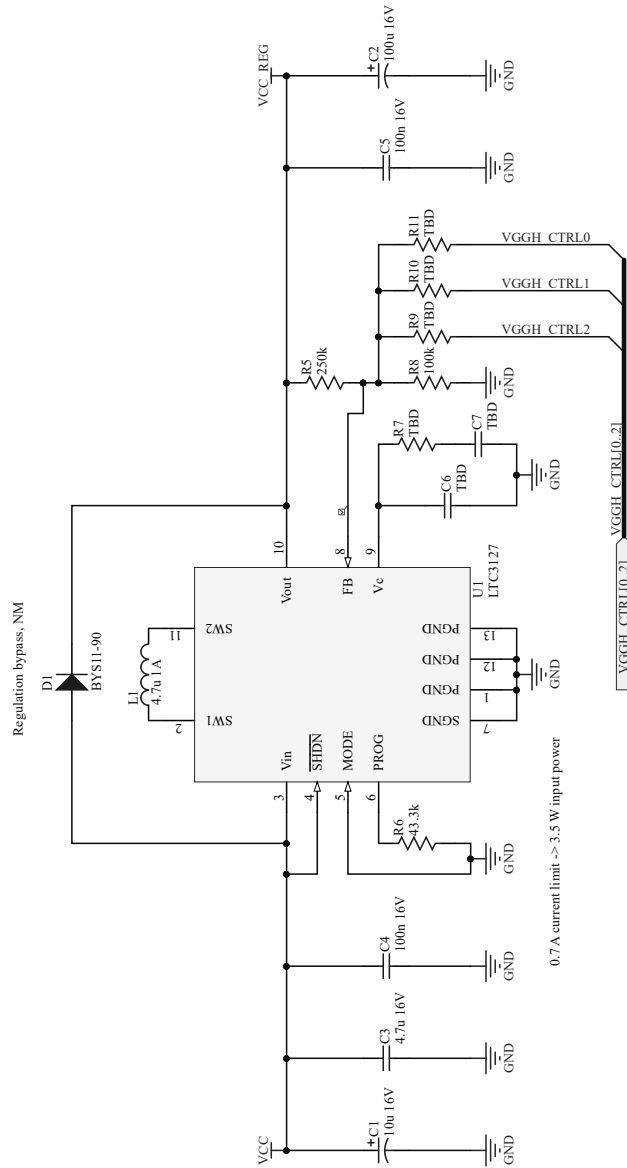 Regulation bypass, NM
D1
BYS11-90
L1
4.7u 1A
VCC
VCC_REG
2
11
SW1
SW2
3
Vin
Vout
10
4
SHDN
5
MODE
FB
8
6
PROG
Vc
9
SGND
PGND
PGND
PGND
7
1
12
13
U1
LTC3127
GND
C1
10u 16V
GND
C3
4.7u 16V
GND
C4
100n 16V
GND
R6
43.3k
GND
0.7 A current limit -> 3.5 W input power
C6
TBD
R7
TBD
C7
TBD
GND
R5
250k
R8
100k
GND
R9
TBD
R10
TBD
R11
TBD
VGGH_CTRL2
VGGH_CTRL1
VGGH_CTRL0
VGGH_CTRL[0..2]
VGGH_CTRL[0..2]
C5
100n 16V
GND
C2
100u 16V
GND